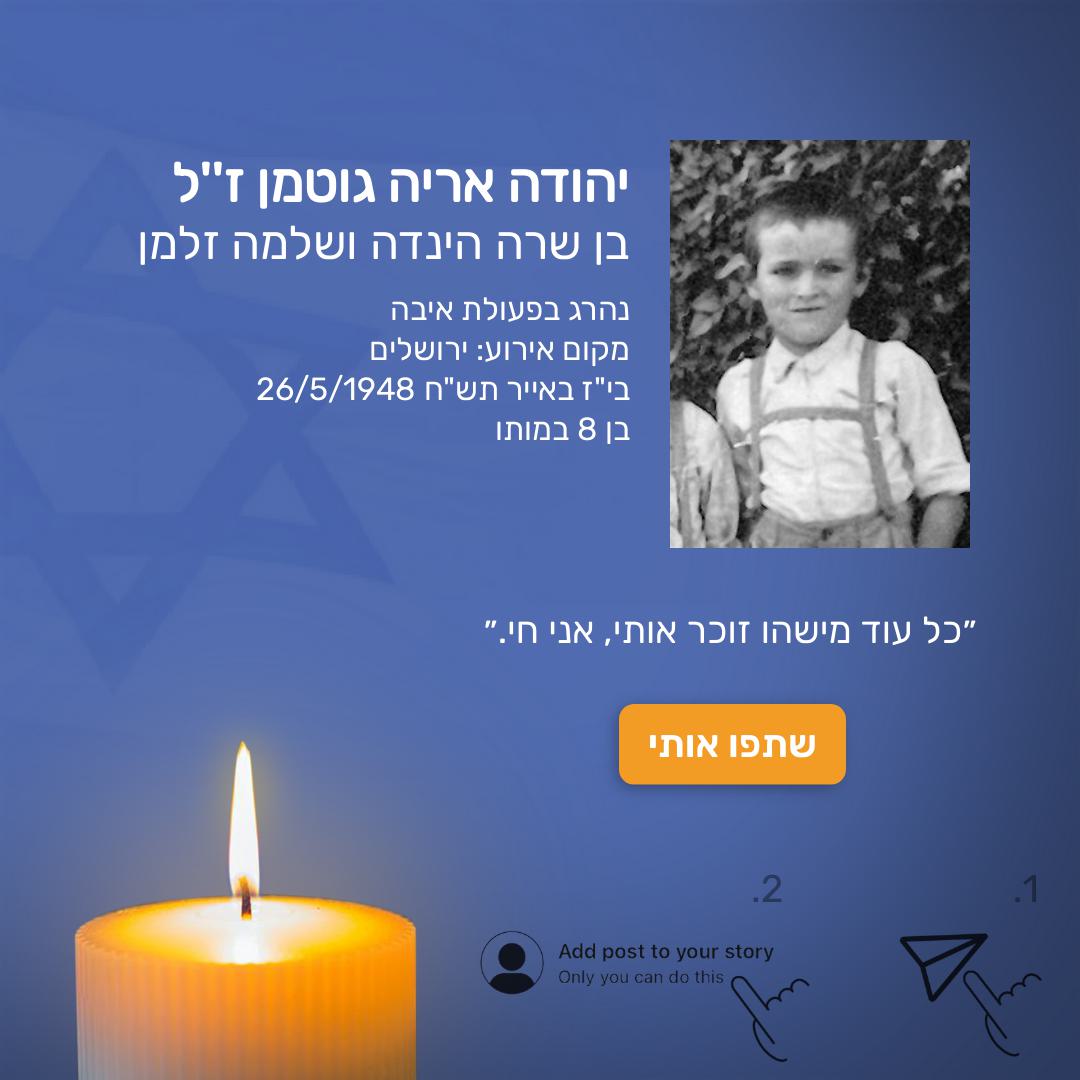 יהודה אריה גוטמן ז"ל
בן שרה הינדה ושלמה זלמן
נהרג בפעולת איבה
מקום אירוע: ירושלים
בי"ז באייר תש"ח 26/5/1948
בן 8 במותו
״כל עוד מישהו זוכר אותי, אני חי.״
שתפו אותי
1.
2.
Add post to your story
Only you can do this